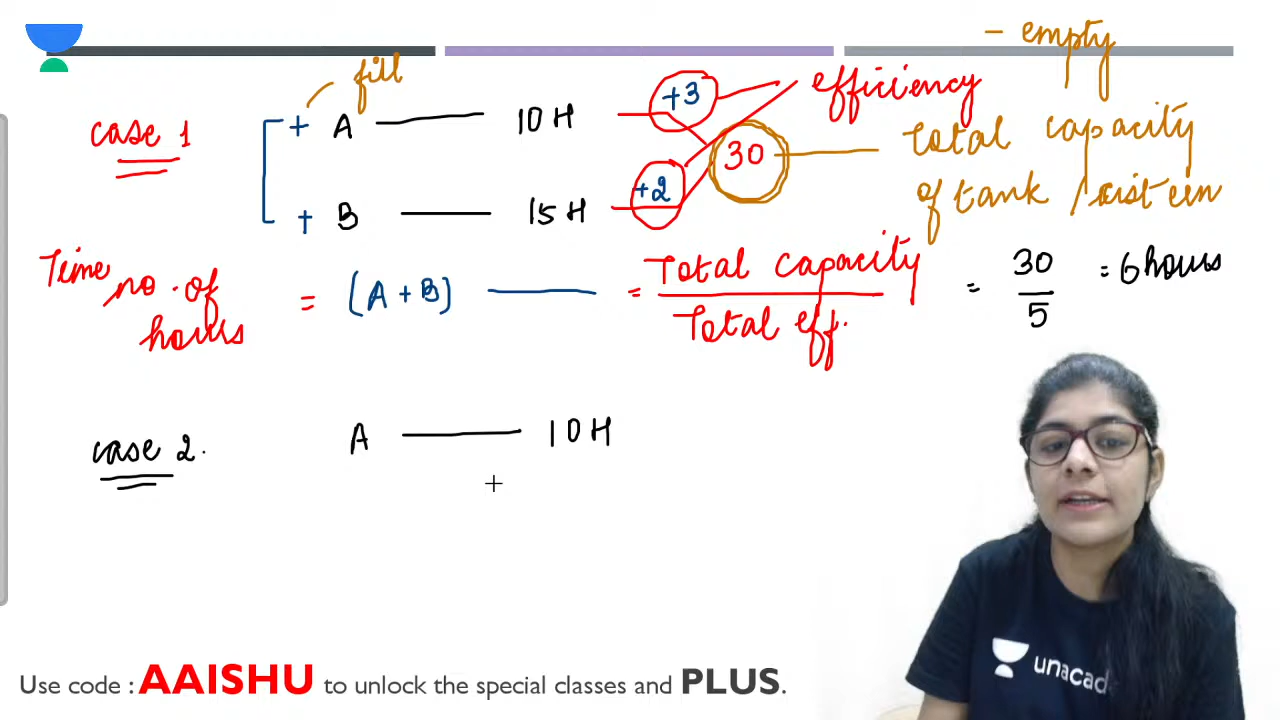 - empty
+ fill
case 1
A — 10 H
+3
efficiency
30
Total capacity
of tank / cistern
+ B — 15 H
+2
Time
no. of
hours
= (A + B) — = Total capacity
Total eff.
= 30
5
= 6 hours
case 2.
A — 10 H
unacad
Use code : AAISHU to unlock the special classes and PLUS.